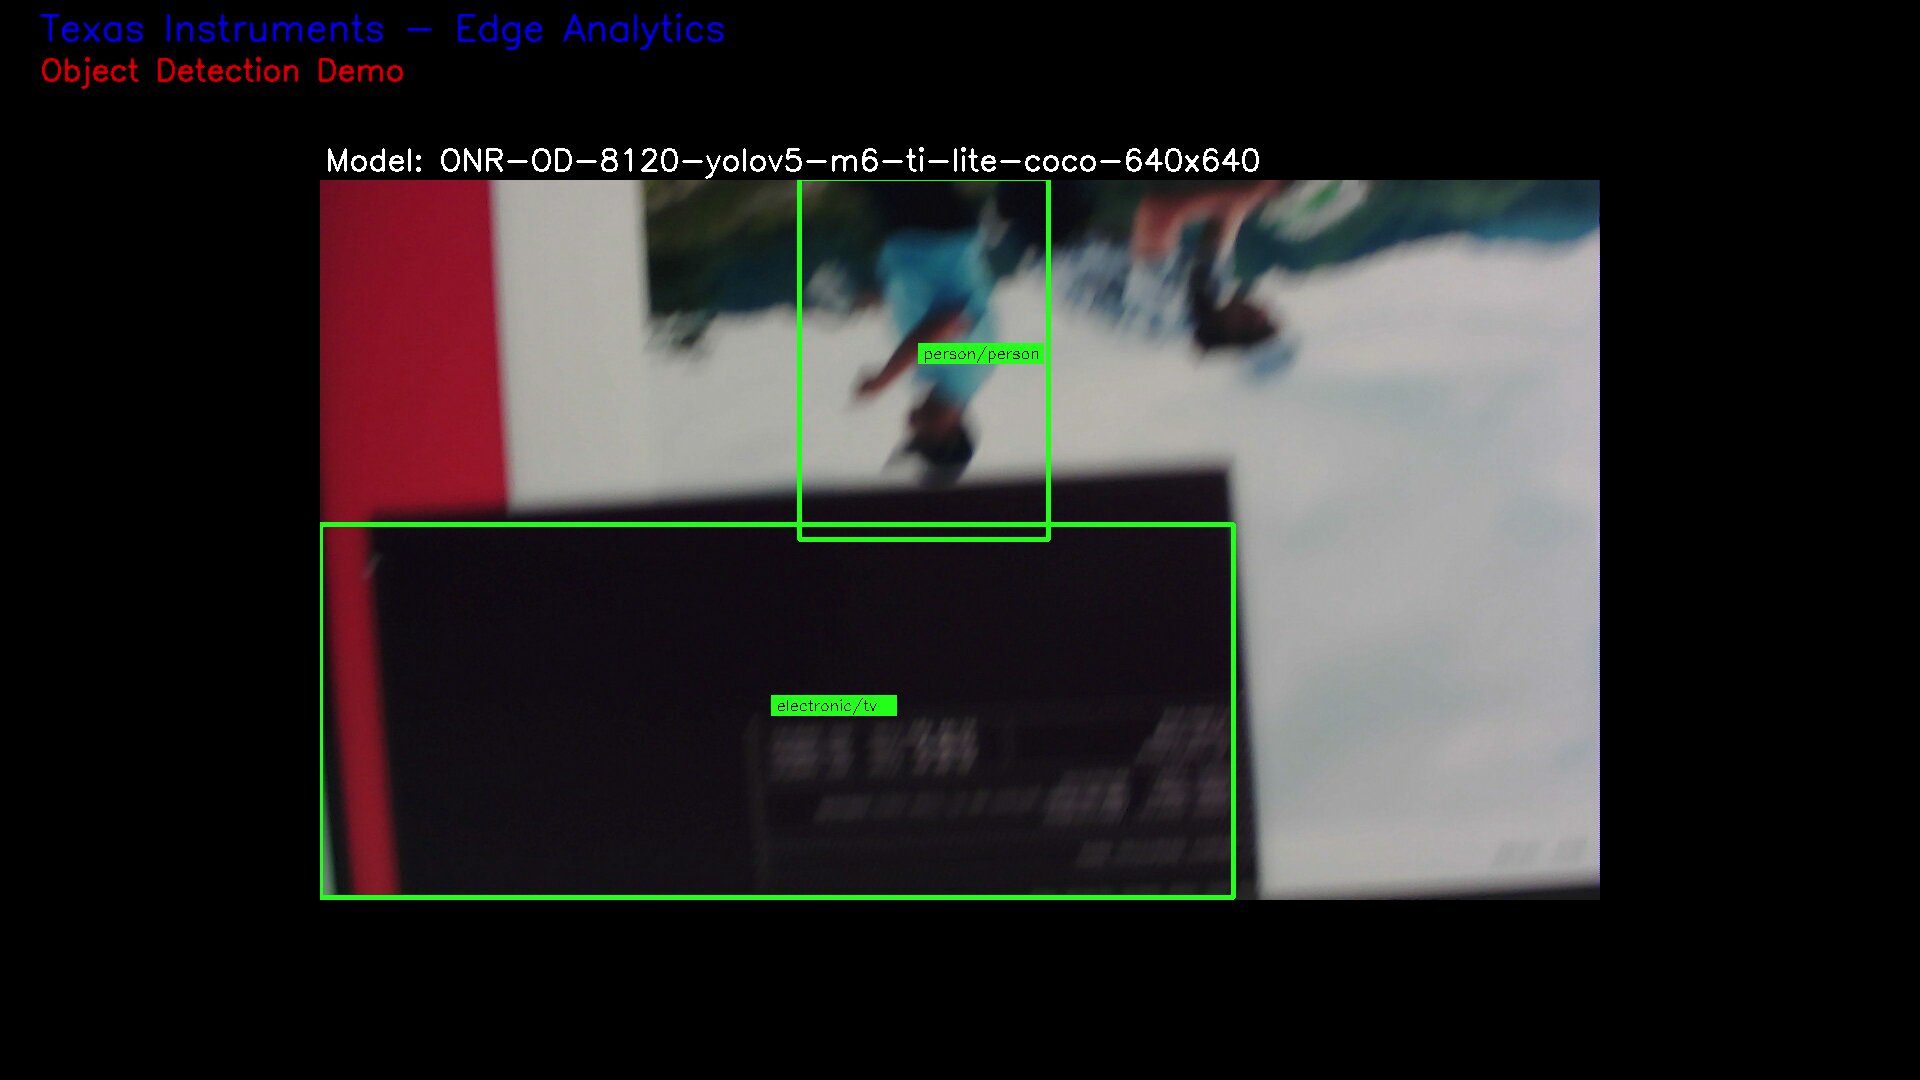 Texas Instruments - Edge Analytics
Object Detection Demo
Model: ONR-OD-8120-yolov5-m6-ti-lite-coco-640x640
person/person
electronic/tv